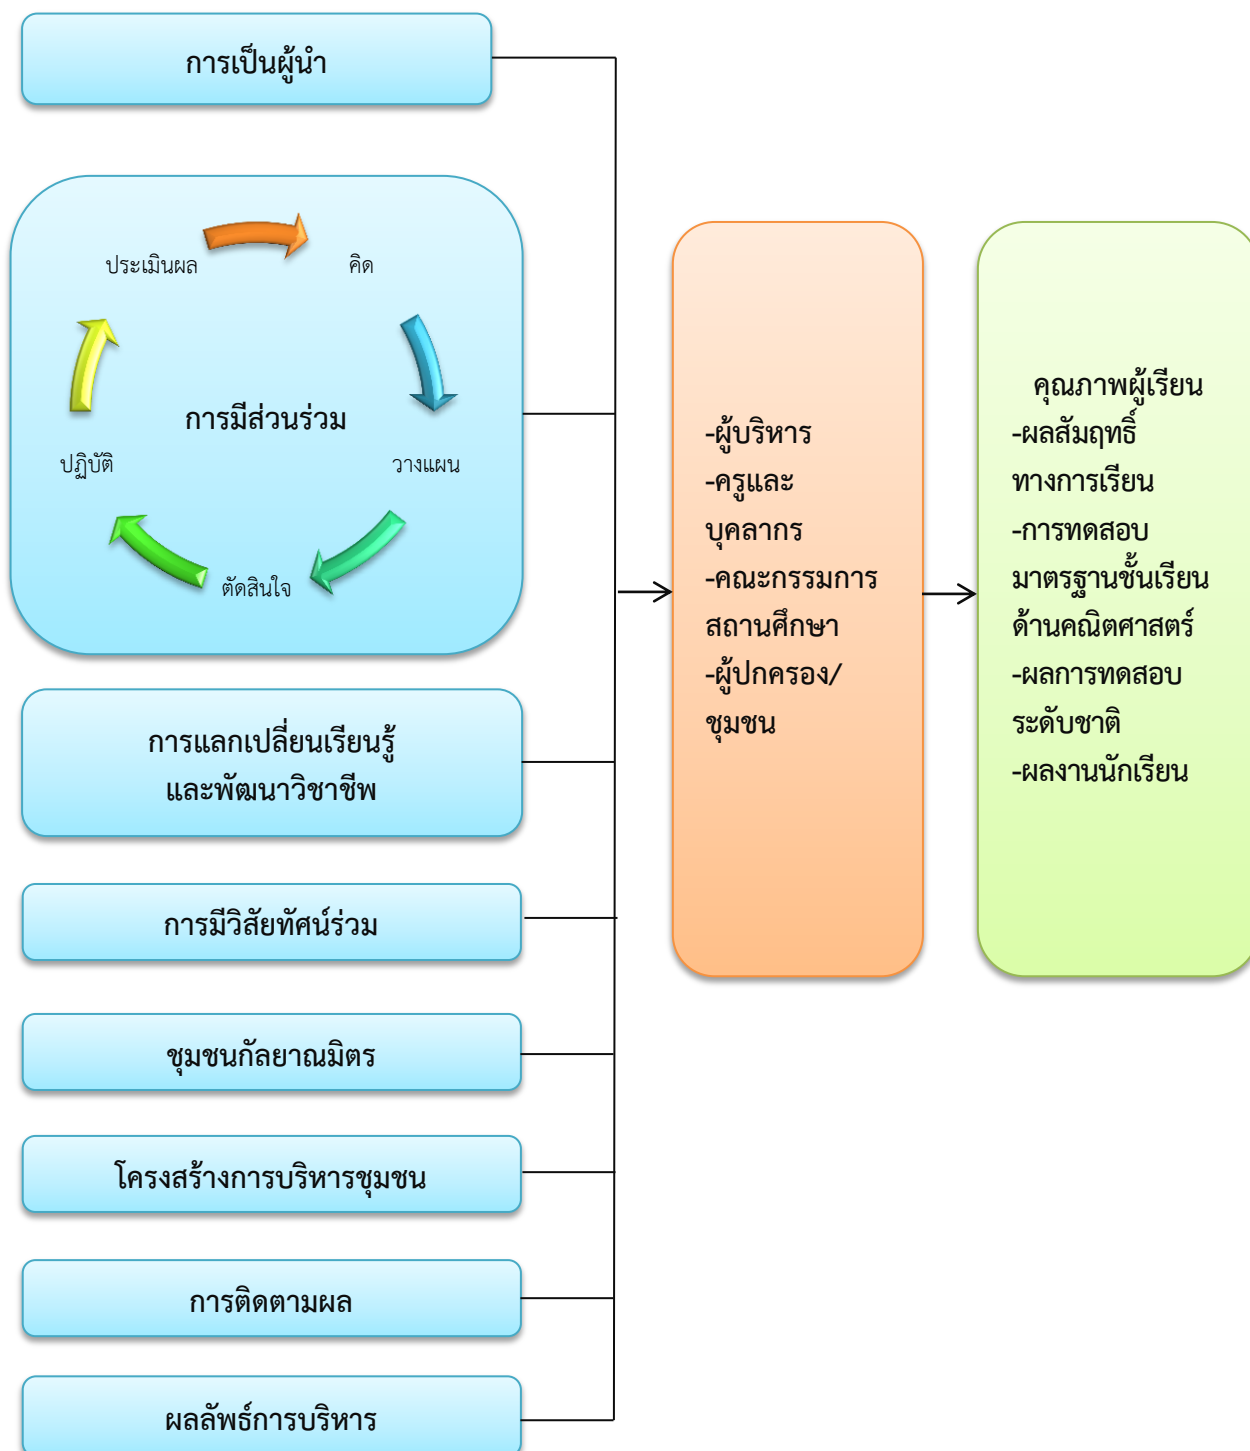 การเป็นผู้นำ
ประเมินผล
คิด
การมีส่วนร่วม
ปฏิบัติ
วางแผน
ตัดสินใจ
การแลกเปลี่ยนเรียนรู้
และพัฒนาวิชาชีพ
การมีวิสัยทัศน์ร่วม
ชุมชนกัลยาณมิตร
โครงสร้างการบริหารชุมชน
การติดตามผล
ผลลัพธ์การบริหาร
-ผู้บริหาร
-ครูและ
บุคลากร
-คณะกรรมการ
สถานศึกษา
-ผู้ปกครอง/
ชุมชน
คุณภาพผู้เรียน
-ผลสัมฤทธิ์
ทางการเรียน
-การทดสอบ
มาตรฐานชั้นเรียน
ด้านคณิตศาสตร์
-ผลการทดสอบ
ระดับชาติ
-ผลงานนักเรียน